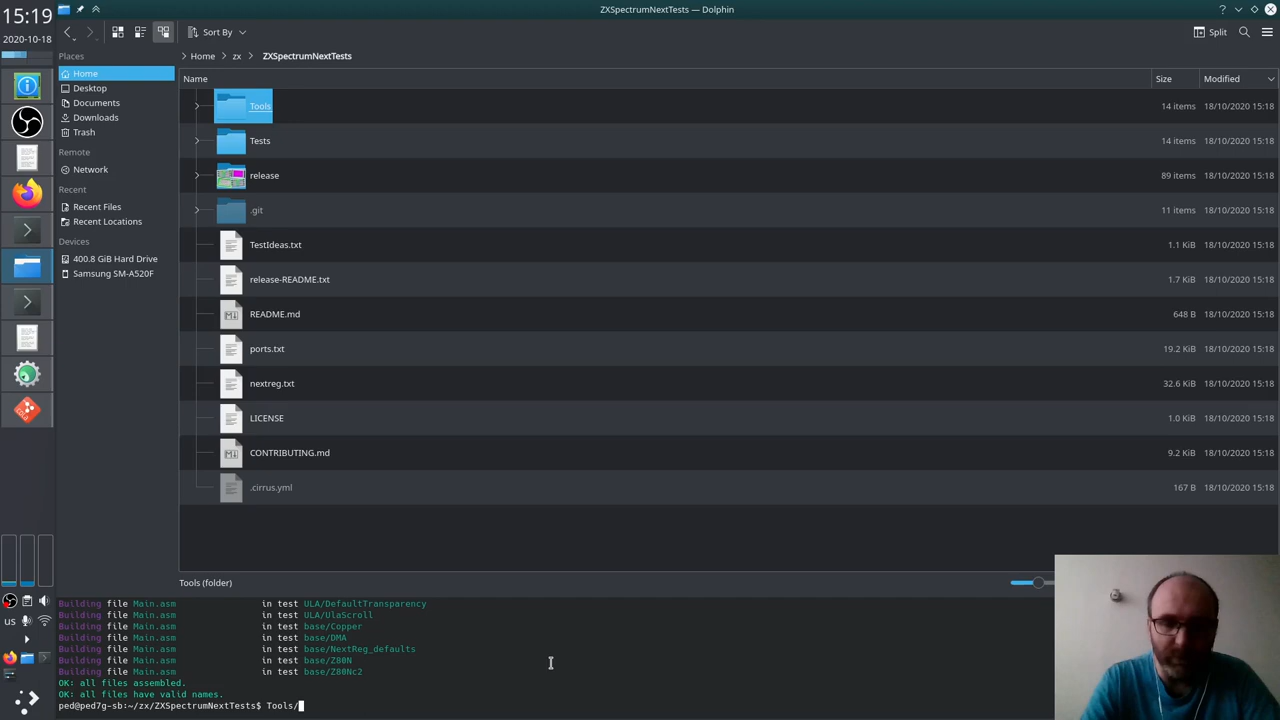 15:19
2020-10-18
ZXSpectrumNextTests — Dolphin
Sort By
Split
Places
Home
Desktop
Documents
Downloads
Trash
Remote
Network
Recent
Recent Files
Recent Locations
Devices
400.8 GiB Hard Drive
Samsung SM-A520F
Home > zx > ZXSpectrumNextTests
Name Size Modified
Tools 14 items 18/10/2020 15:18
Tests 14 items 18/10/2020 15:18
release 89 items 18/10/2020 15:18
.git 11 items 18/10/2020 15:18
TestIdeas.txt 1.1 KiB 18/10/2020 15:18
release-README.txt 1.7 KiB 18/10/2020 15:18
README.md 648 B 18/10/2020 15:18
ports.txt 19.2 KiB 18/10/2020 15:18
nextreg.txt 32.6 KiB 18/10/2020 15:18
LICENSE 1.0 KiB 18/10/2020 15:18
CONTRIBUTING.md 9.2 KiB 18/10/2020 15:18
.cirrus.yml 167 B 18/10/2020 15:18
Tools (folder)
us
Building file Main.asm in test ULA/DefaultTransparency
Building file Main.asm in test ULA/UlaScroll
Building file Main.asm in test base/Copper
Building file Main.asm in test base/DMA
Building file Main.asm in test base/NextReg_defaults
Building file Main.asm in test base/Z80N
Building file Main.asm in test base/Z80Nc2
OK: all files assembled.
OK: all files have valid names.
ped@ped7g-sb:~/zx/ZXSpectrumNextTests$ Tools/